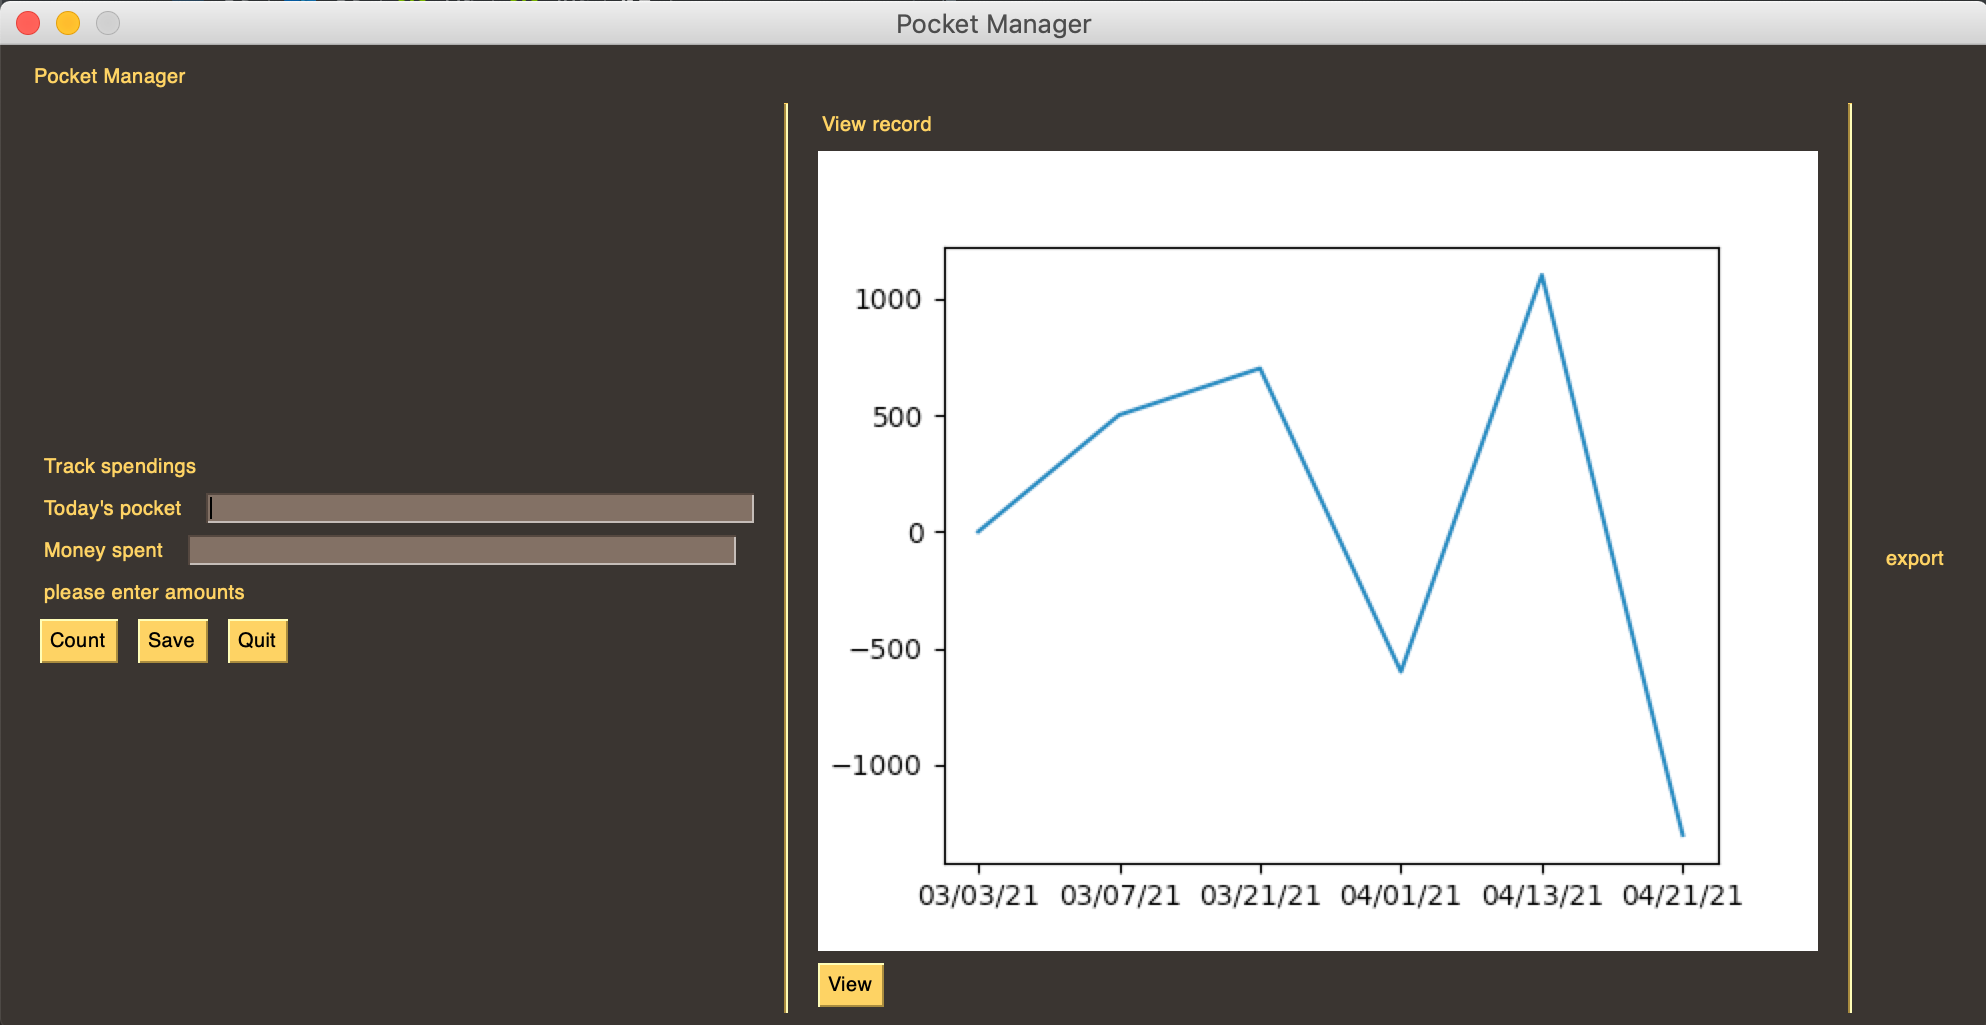 Pocket Manager
Pocket Manager
Track spendings
Today's pocket
Money spent
please enter amounts
Count Save Quit
View record
1000
500
0
−500
−1000
03/03/21 03/07/21 03/21/21 04/01/21 04/13/21 04/21/21
View
export